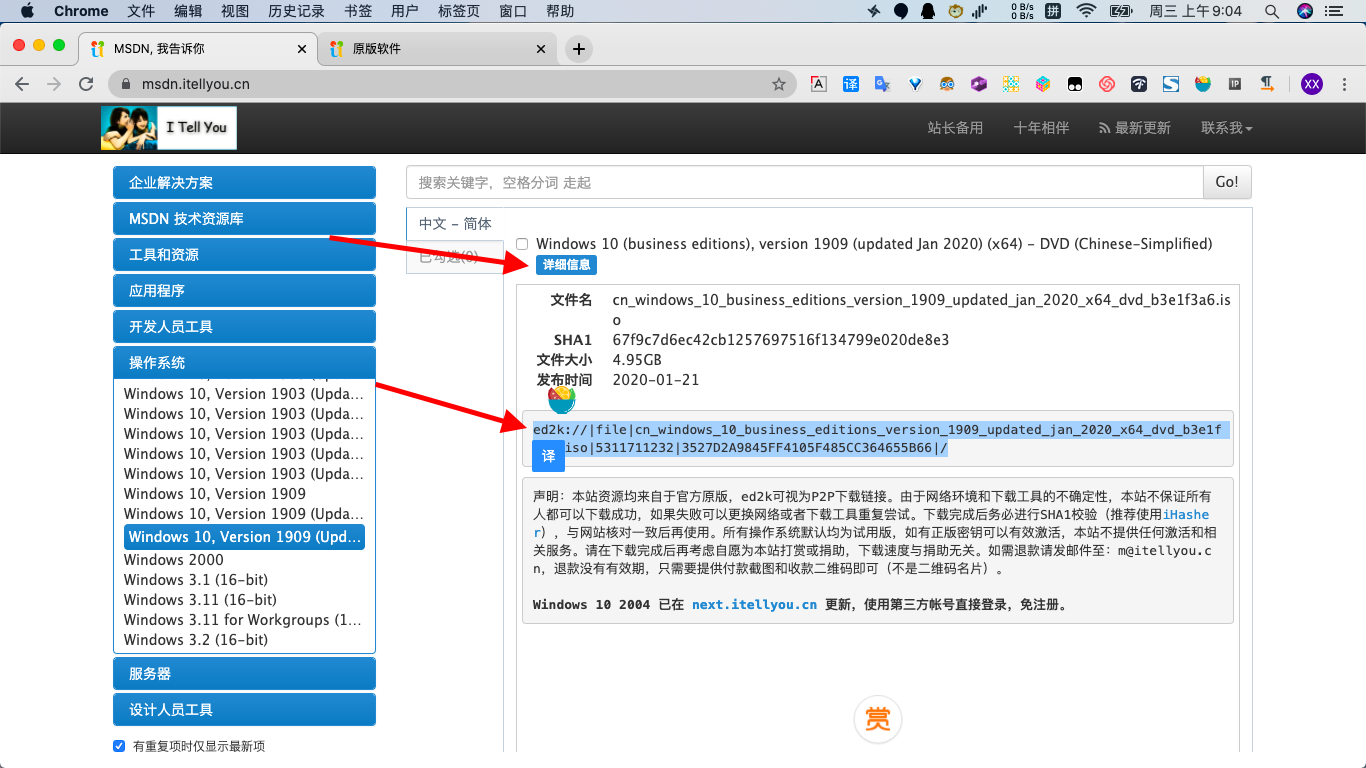 Chrome 文件 编辑 视图 历史记录 书签 用户 标签页 窗口 帮助 0 B/s 0 B/s 拼 周三 上午9:04
MSDN, 我告诉你 原版软件
msdn.itellyou.cn A 译 IP XX
I Tell You 站长备用 十年相伴 最新更新 联系我
企业解决方案
MSDN 技术资源库
工具和资源
应用程序
开发人员工具
操作系统
Windows 10, Version 1903 (Upda...
Windows 10, Version 1903 (Upda...
Windows 10, Version 1903 (Upda...
Windows 10, Version 1903 (Upda...
Windows 10, Version 1903 (Upda...
Windows 10, Version 1909
Windows 10, Version 1909 (Upda...
Windows 10, Version 1909 (Upd...
Windows 2000
Windows 3.1 (16-bit)
Windows 3.11 (16-bit)
Windows 3.11 for Workgroups (1...
Windows 3.2 (16-bit)
服务器
设计人员工具
有重复项时仅显示最新项
搜索关键字，空格分词 走起 Go!
中文 - 简体
已勾选(0)
Windows 10 (business editions), version 1909 (updated Jan 2020) (x64) - DVD (Chinese-Simplified)
详细信息
文件名 cn_windows_10_business_editions_version_1909_updated_jan_2020_x64_dvd_b3e1f3a6.is
o
SHA1 67f9c7d6ec42cb1257697516f134799e020de8e3
文件大小 4.95GB
发布时间 2020-01-21
ed2k://|file|cn_windows_10_business_editions_version_1909_updated_jan_2020_x64_dvd_b3e1f
iso|5311711232|3527D2A9845FF4105F485CC364655B66|/
译
声明：本站资源均来自于官方原版，ed2k可视为P2P下载链接。由于网络环境和下载工具的不确定性，本站不保证所有
人都可以下载成功，如果失败可以更换网络或者下载工具重复尝试。下载完成后务必进行SHA1校验（推荐使用iHashe
r），与网站核对一致后再使用。所有操作系统默认均为试用版，如有正版密钥可以有效激活，本站不提供任何激活和相
关服务。请在下载完成后再考虑自愿为本站打赏或捐助，下载速度与捐助无关。如需退款请发邮件至：m@itellyou.c
n，退款没有有效期，只需要提供付款截图和收款二维码即可（不是二维码名片）。
Windows 10 2004 已在 next.itellyou.cn 更新，使用第三方帐号直接登录，免注册。
赏